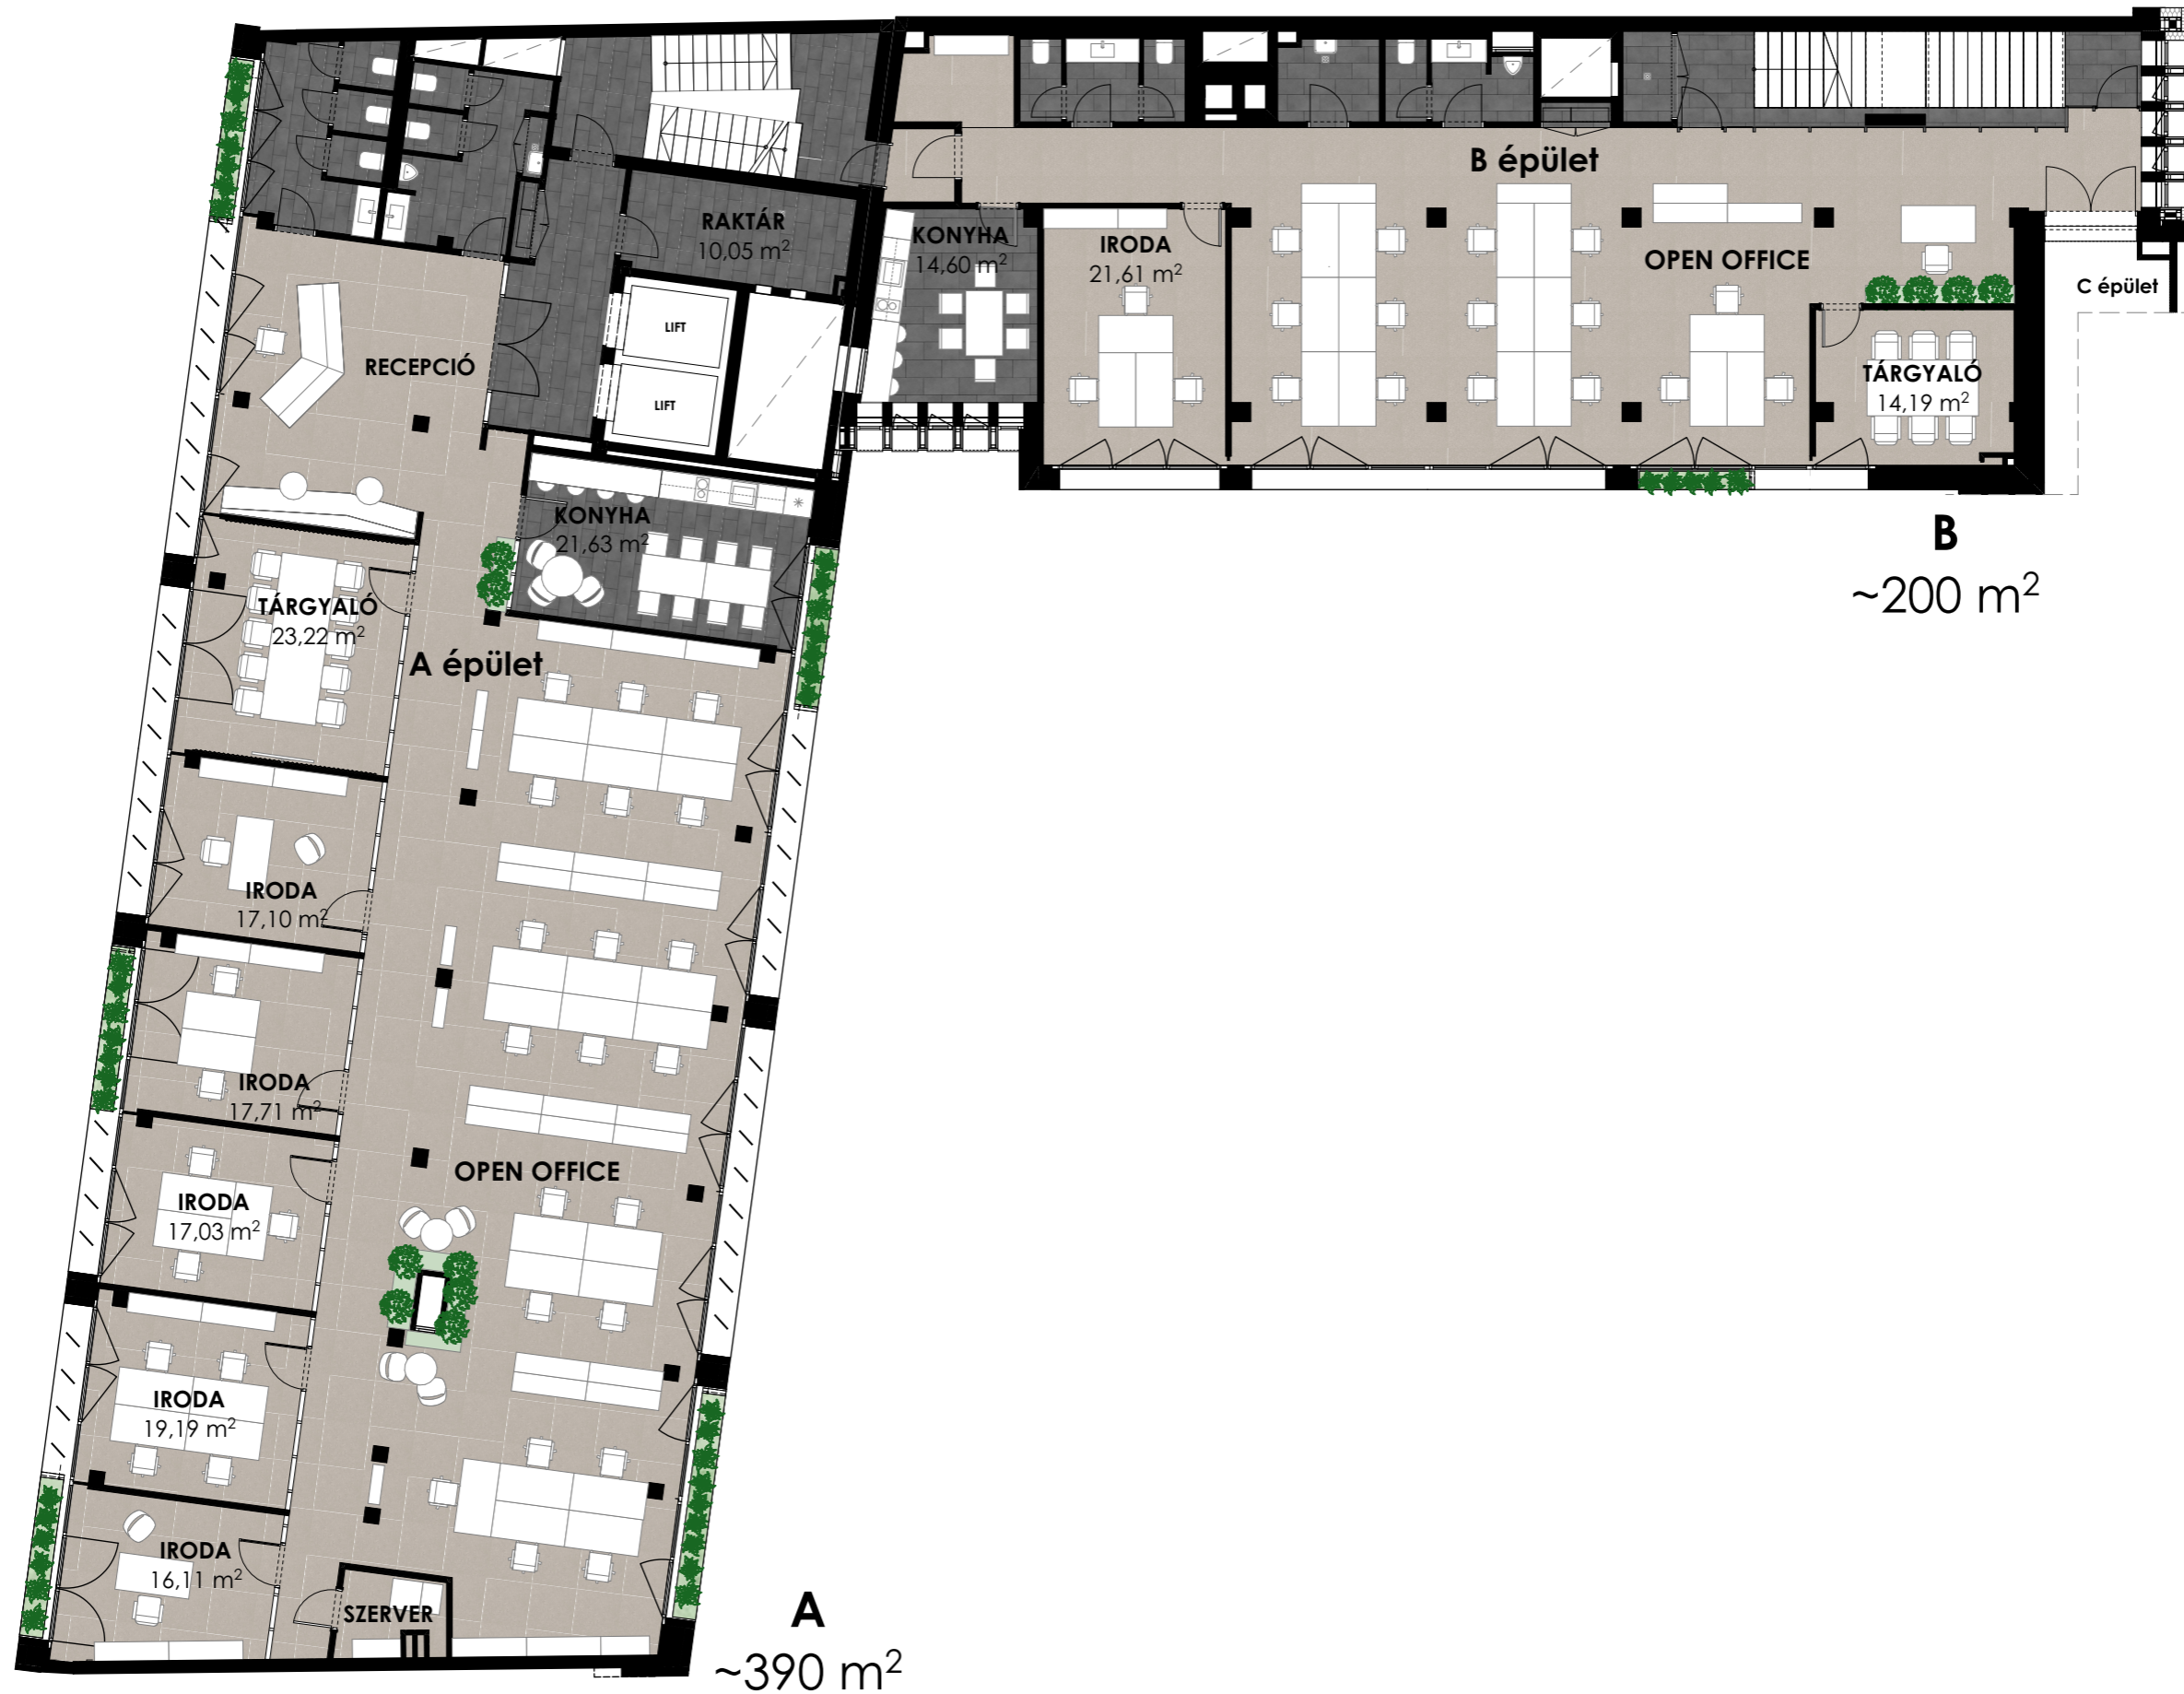 B épület
RAKTÁR
10,05 m²
KONYHA
14,60 m²
IRODA
21,61 m²
OPEN OFFICE
C épület
LIFT
LIFT
RECEPCIÓ
TÁRGYALÓ
14,19 m²
KONYHA
21,63 m²
B
~200 m²
TÁRGYALÓ
23,22 m²
A épület
IRODA
17,10 m²
IRODA
17,71 m²
OPEN OFFICE
IRODA
17,03 m²
IRODA
19,19 m²
IRODA
16,11 m²
SZERVER
A
~390 m²